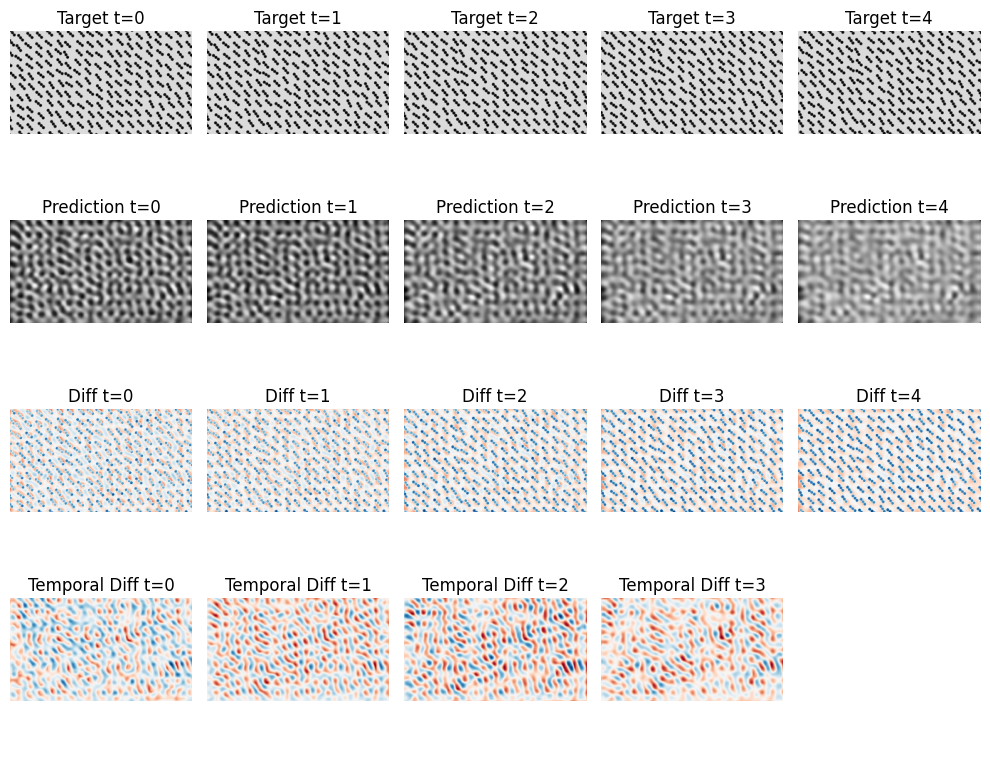 Target t=0 Target t=1 Target t=2 Target t=3 Target t=4
Prediction t=0 Prediction t=1 Prediction t=2 Prediction t=3 Prediction t=4
Diff t=0 Diff t=1 Diff t=2 Diff t=3 Diff t=4
Temporal Diff t=0 Temporal Diff t=1 Temporal Diff t=2 Temporal Diff t=3